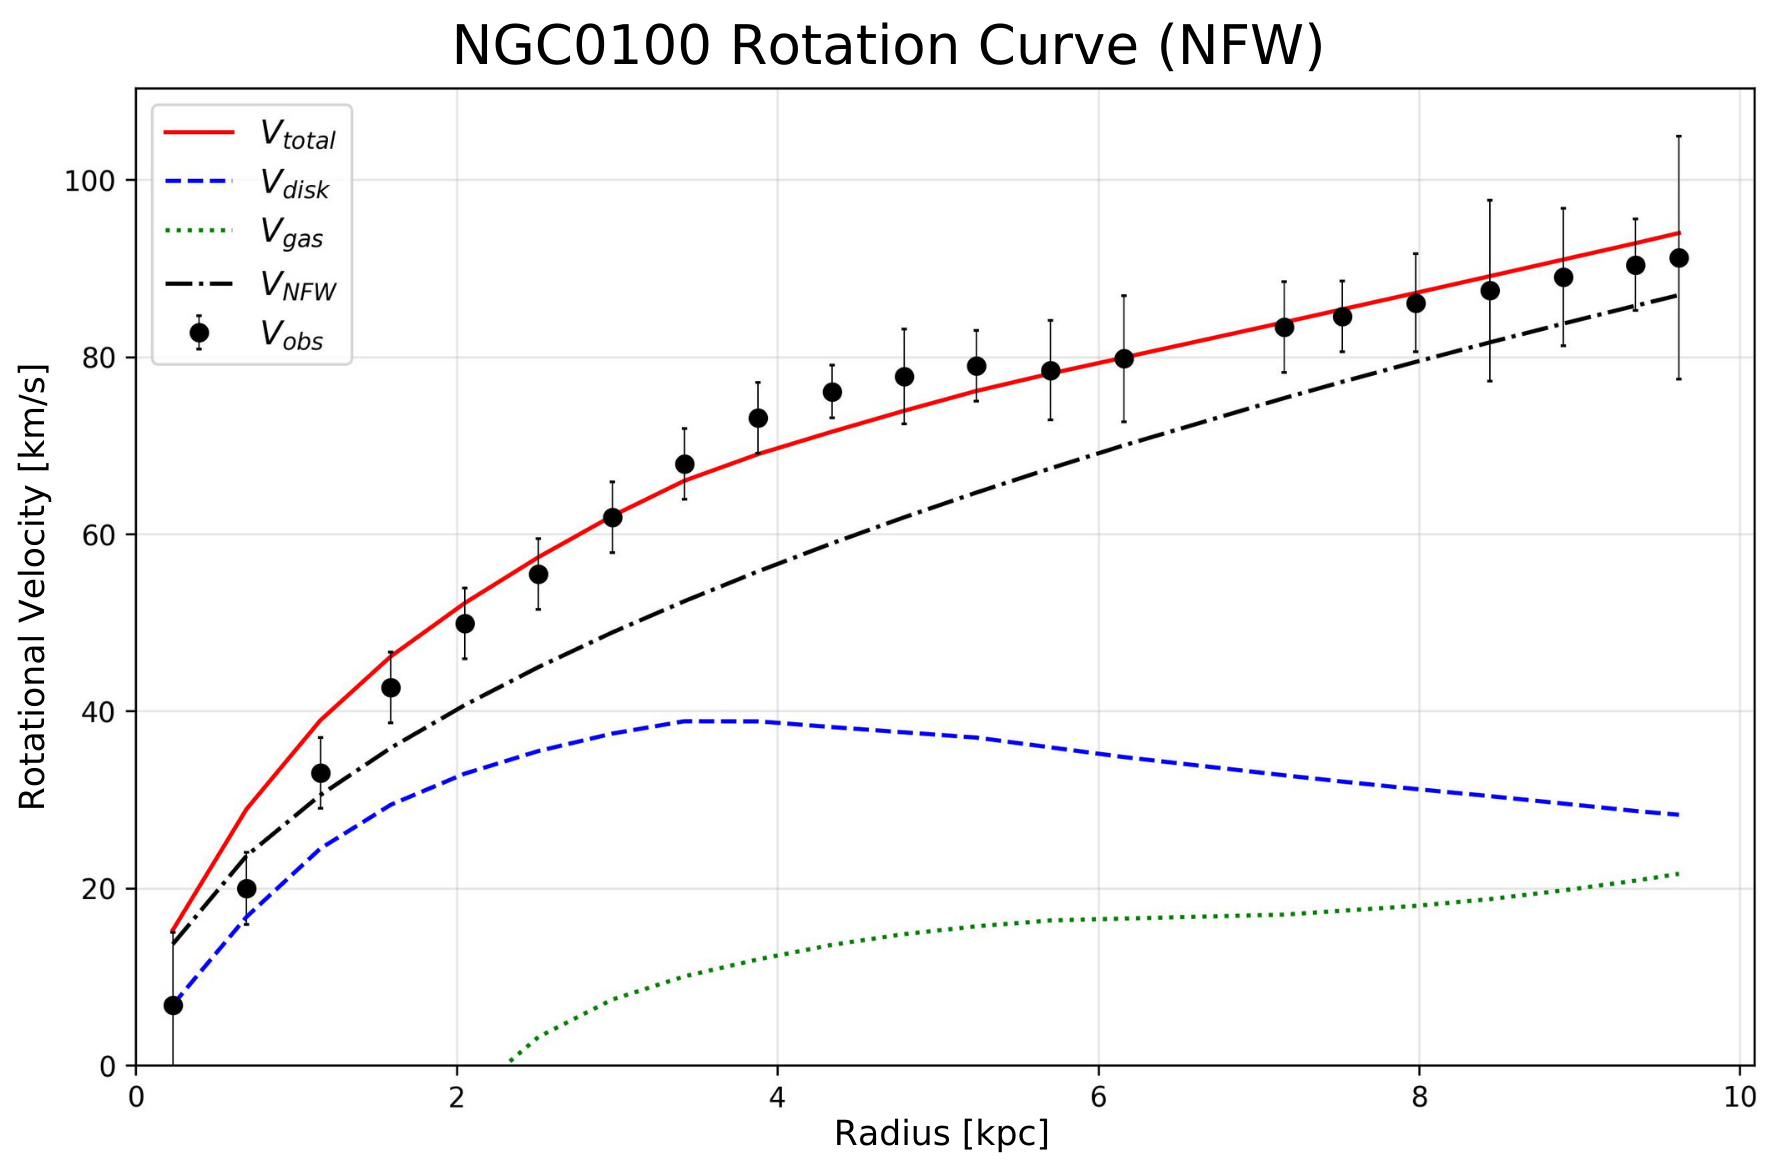 NGC0100 Rotation Curve (NFW)
V_total
V_disk
V_gas
V_NFW
V_obs
Rotational Velocity [km/s]
100
80
60
40
20
0
0 2 4 6 8 10
Radius [kpc]